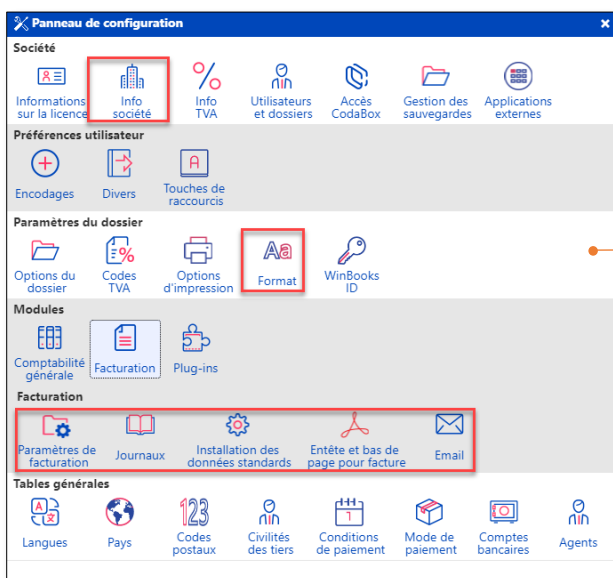 Panneau de configuration
Société
Informations sur la licence
Info société
Info TVA
Utilisateurs et dossiers
Accès CodaBox
Gestion des sauvegardes
Applications externes
Préférences utilisateur
Encodages
Divers
A
Touches de raccourcis
Paramètres du dossier
Options du dossier
%
Codes TVA
Options d'impression
Aa
Format
WinBooks ID
Modules
Comptabilité générale
Facturation
Plug-ins
Facturation
Paramètres de facturation
Journaux
Installation des données standards
Entête et bas de page pour facture
Email
Tables générales
A
Langues
Pays
123
Codes postaux
Civilités des tiers
1
Conditions de paiement
Mode de paiement
Comptes bancaires
Agents